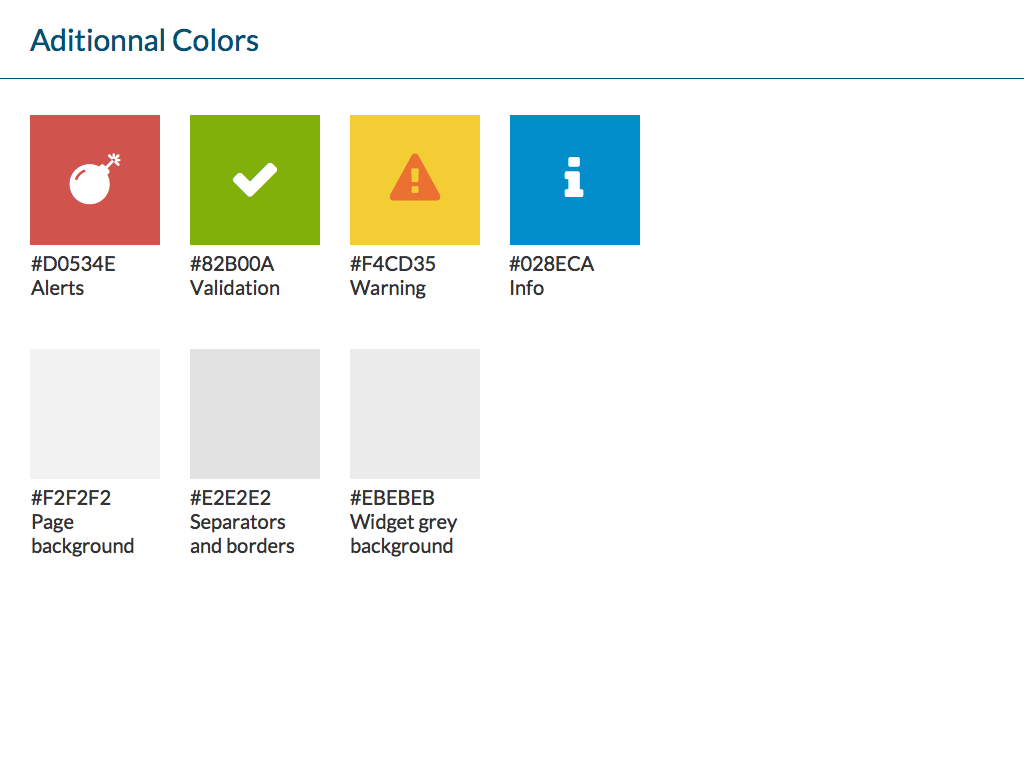 Aditionnal Colors
#D0534E
Alerts
#82B00A
Validation
#F4CD35
Warning
#028ECA
Info
#F2F2F2
Page
background
#E2E2E2
Separators
and borders
#EBEBEB
Widget grey
background